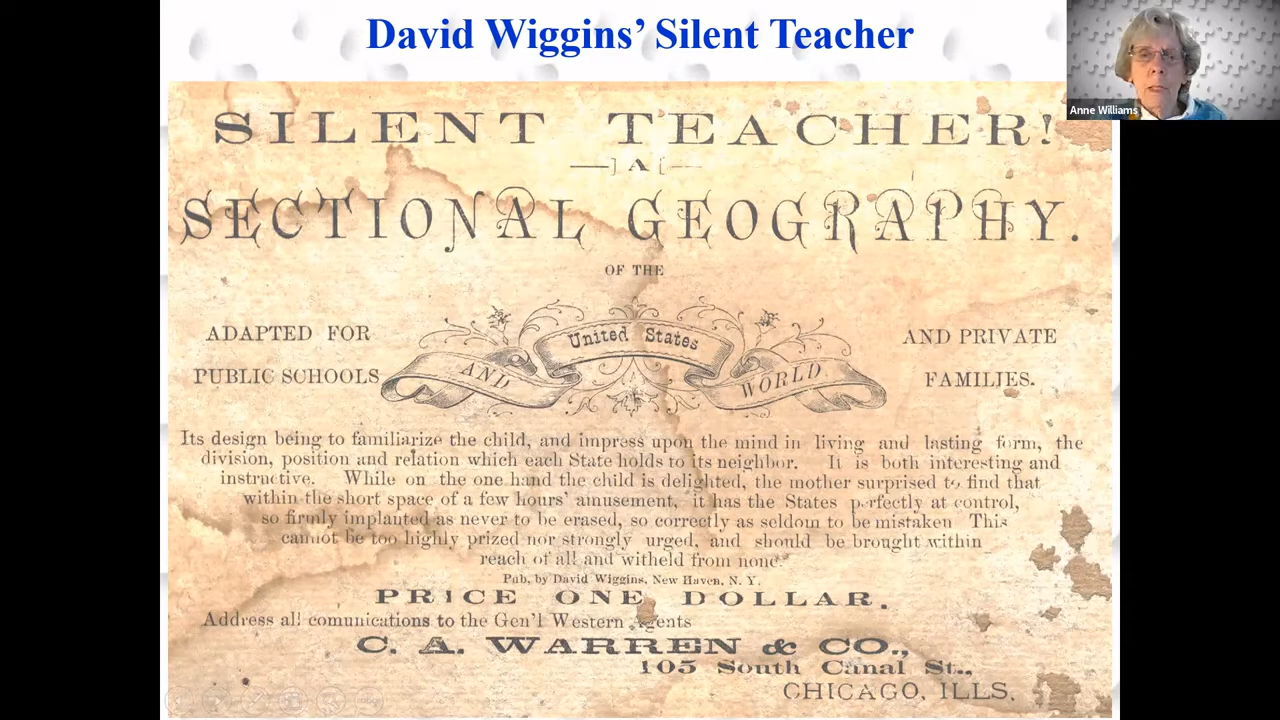 David Wiggins’ Silent Teacher
Anne Williams
SILENT TEACHER!
A
SECTIONAL GEOGRAPHY.
OF THE
ADAPTED FOR
PUBLIC SCHOOLS
United States
AND WORLD
AND PRIVATE
FAMILIES.
Its design being to familiarize the child, and impress upon the mind in living and lasting form, the
division, position and relation which each State holds to its neighbor. It is both interesting and
instructive. While on the one hand the child is delighted, the mother surprised to find that
within the short space of a few hours’ amusement, it has the States perfectly at control,
so firmly implanted as never to be erased, so correctly as seldom to be mistaken This
cannot be too highly prized nor strongly urged, and should be brought within
reach of all and witheld from none.”
Pub, by David Wiggins, New Haven, N. Y.
PRICE ONE DOLLAR.
Address all comunications to the Gen'l Western Agents
C. A. WARREN & CO.,
105 South Canal St.,
CHICAGO, ILLS.